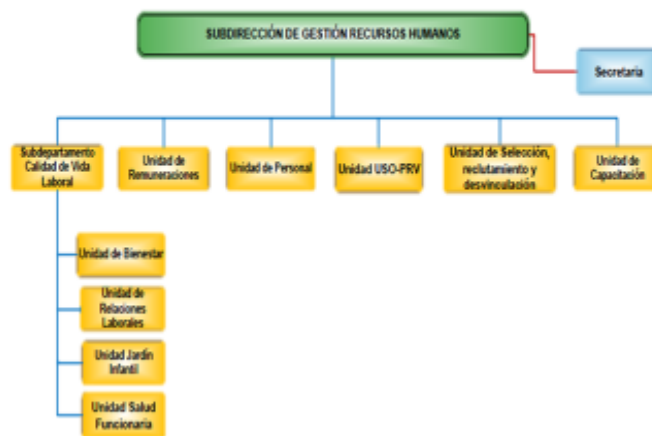 SUBDIRECCIÓN DE GESTIÓN RECURSOS HUMANOS
Secretaria
Subdepartamento
Calidad de Vida
Laboral
Unidad de
Remuneraciones
Unidad de Personal
Unidad USO-PRV
Unidad de Selección,
reclutamiento y
desvinculación
Unidad de
Capacitación
Unidad de Bienestar
Unidad de
Relaciones
Laborales
Unidad Jardín
Infantil
Unidad Salud
Funcionaria